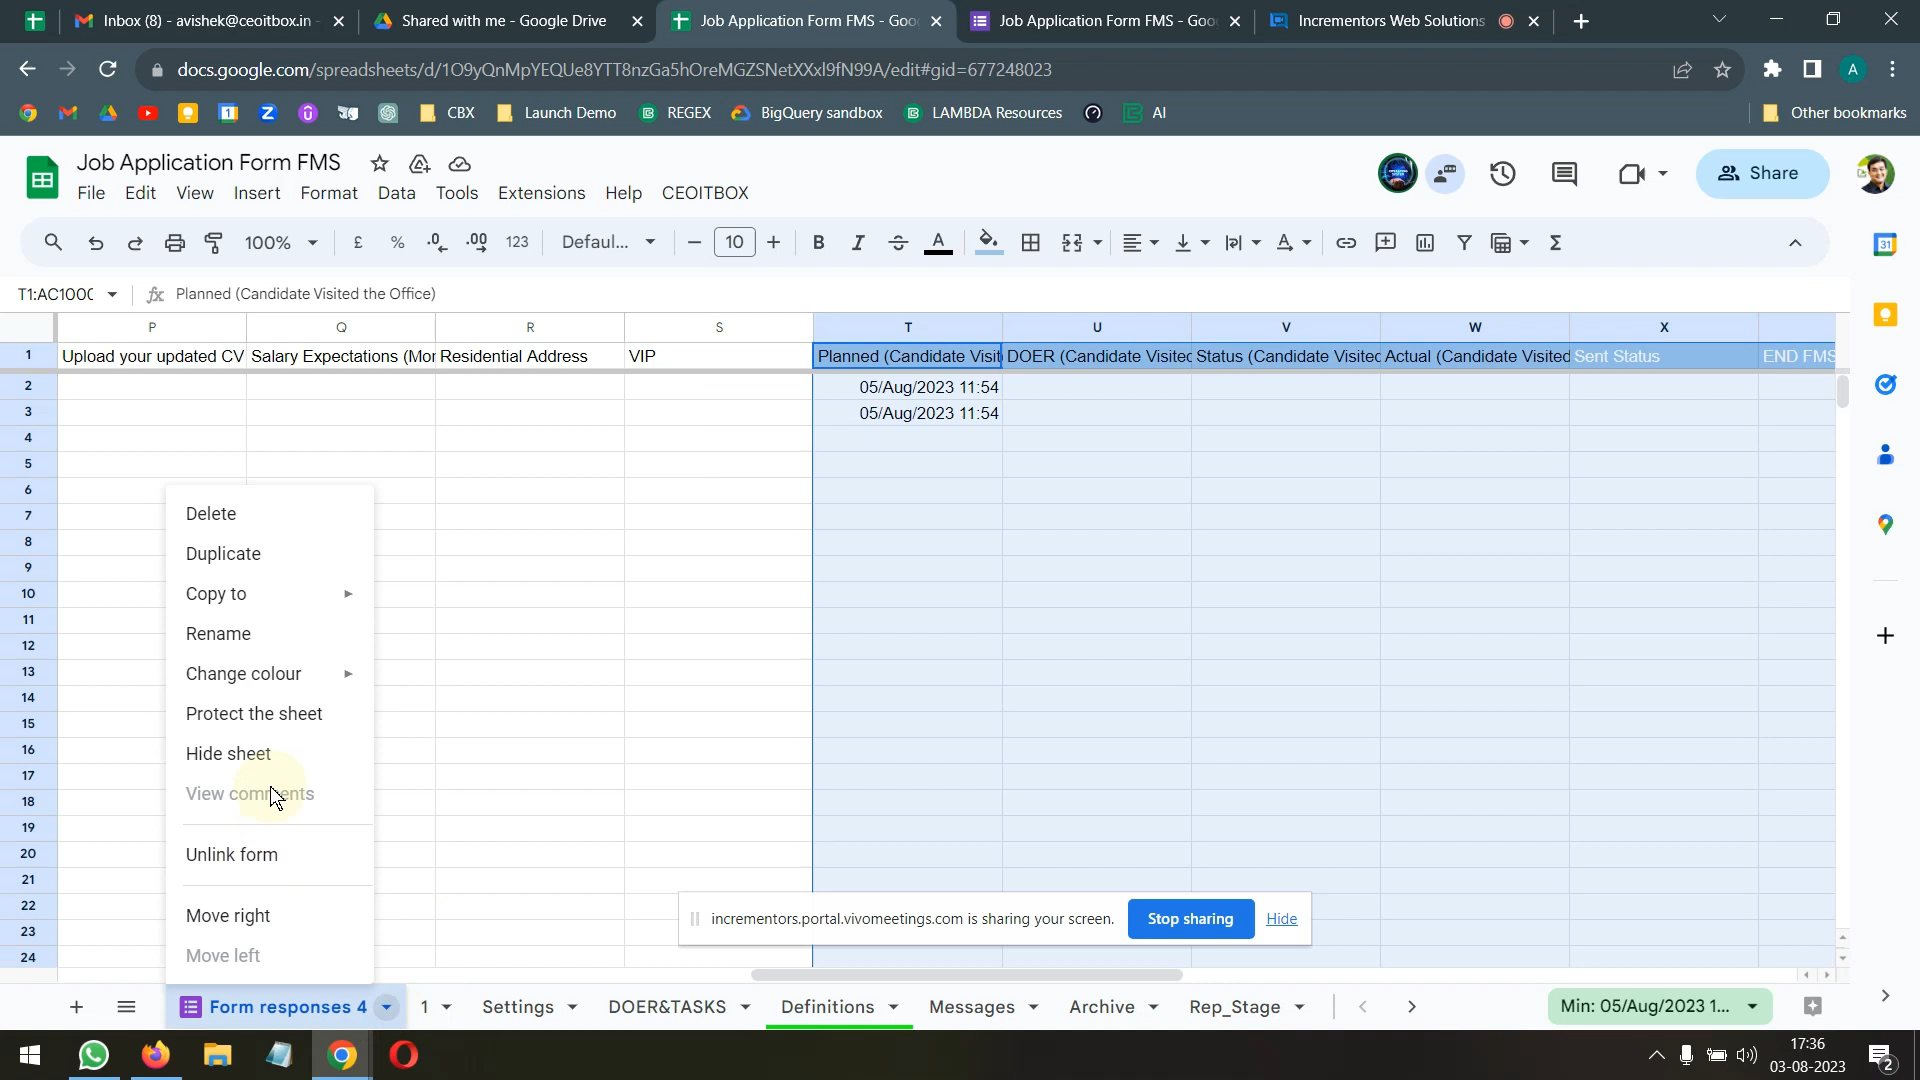 Inbox (8) - avishek@ceoitbox.in -
Shared with me - Google Drive
Job Application Form FMS - Goo
Job Application Form FMS - Goo
Incrementors Web Solutions
docs.google.com/spreadsheets/d/1O9yQnMpYEQUe8YTT8nzGa5hOreMGZSNetXXxl9fN99A/edit#gid=677248023
A
CBX
Launch Demo
REGEX
BigQuery sandbox
LAMBDA Resources
AI
Other bookmarks
Job Application Form FMS
File Edit View Insert Format Data Tools Extensions Help CEOITBOX
Share
100% £ % .0 .00 123 Defaul... 10 B I A
31
T1:AC100
fx Planned (Candidate Visited the Office)
P Q R S T U V W X
1 Upload your updated CV Salary Expectations (Mor Residential Address VIP Planned (Candidate Visit DOER (Candidate Visitec Status (Candidate Visitec Actual (Candidate Visited Sent Status END FMS
2 05/Aug/2023 11:54
3 05/Aug/2023 11:54
4
5
6
7
8
9
10
11
12
13
14
15
16
17
18
19
20
21
22
23
24
Delete
Duplicate
Copy to
Rename
Change colour
Protect the sheet
Hide sheet
View comments
Unlink form
Move right
Move left
incrementors.portal.vivomeetings.com is sharing your screen. Stop sharing Hide
Form responses 4 1 Settings DOER&TASKS Definitions Messages Archive Rep_Stage Min: 05/Aug/2023 1...
17:36
03-08-2023
2